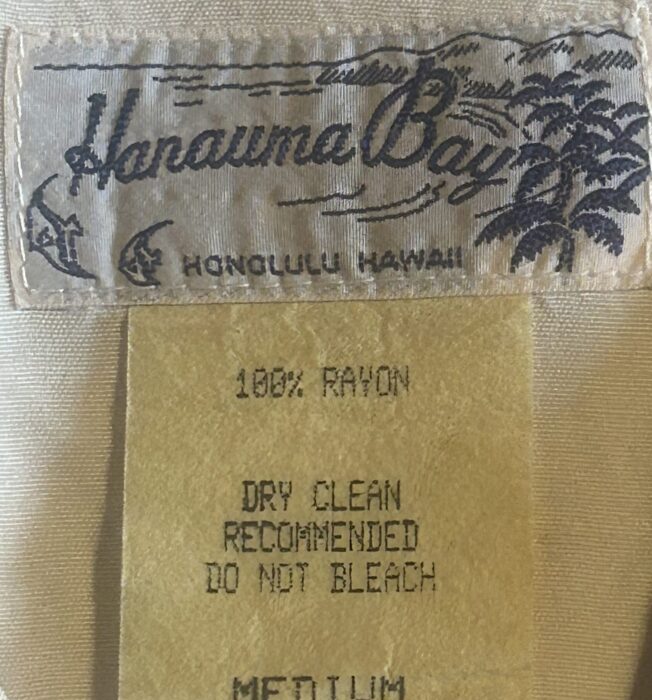 Hanauma Bay
HONOLULU HAWAII
100% RAYON
DRY CLEAN
RECOMMENDED
DO NOT BLEACH
MEDIUM